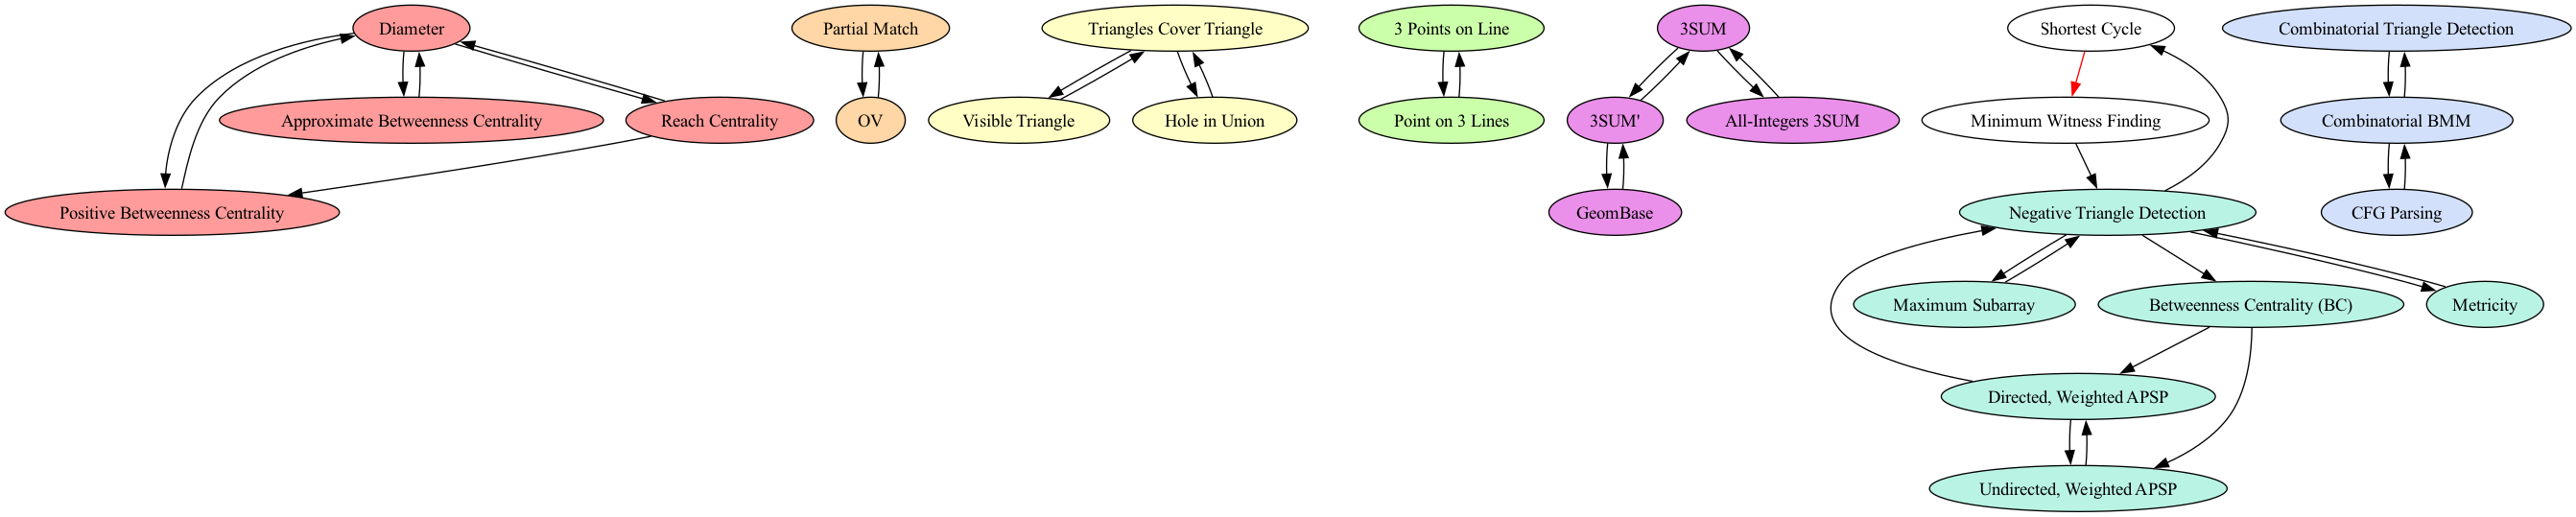 Diameter
Partial Match
Triangles Cover Triangle
3 Points on Line
3SUM
Shortest Cycle
Combinatorial Triangle Detection
Approximate Betweenness Centrality
Reach Centrality
OV
Visible Triangle
Hole in Union
Point on 3 Lines
3SUM'
All-Integers 3SUM
Minimum Witness Finding
Combinatorial BMM
Positive Betweenness Centrality
GeomBase
Negative Triangle Detection
CFG Parsing
Maximum Subarray
Betweenness Centrality (BC)
Metricity
Directed, Weighted APSP
Undirected, Weighted APSP